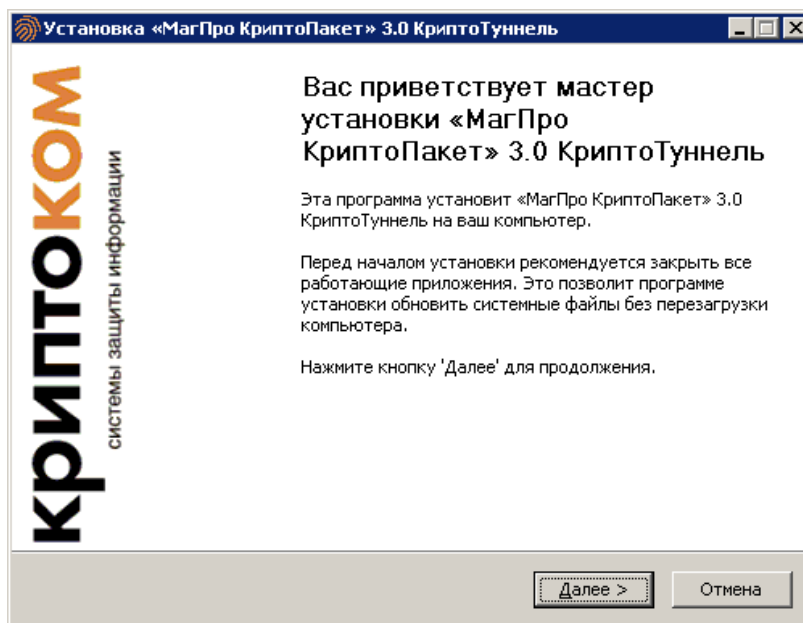 Установка «МагПро КриптоПакет» 3.0 КриптоТуннель
криптоком
системы защиты информации
Вас приветствует мастер
установки «МагПро
КриптоПакет» 3.0 КриптоТуннель
Эта программа установит «МагПро КриптоПакет» 3.0
КриптоТуннель на ваш компьютер.
Перед началом установки рекомендуется закрыть все
работающие приложения. Это позволит программе
установки обновить системные файлы без перезагрузки
компьютера.
Нажмите кнопку 'Далее' для продолжения.
Далее >
Отмена